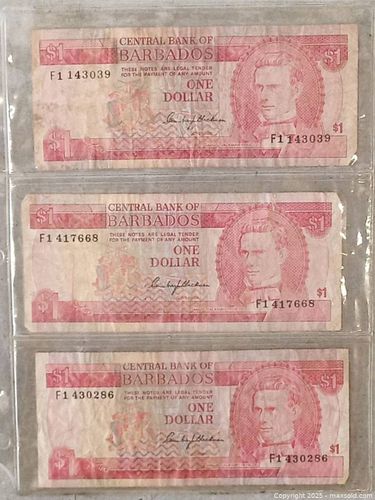 $1
CENTRAL BANK OF
BARBADOS
$1
F1 143039
THESE NOTES ARE LEGAL TENDER
FOR THE PAYMENT OF ANY AMOUNT
ONE
DOLLAR
F1 143039
$1
$1
CENTRAL BANK OF
BARBADOS
$1
F1 417668
THESE NOTES ARE LEGAL TENDER
FOR THE PAYMENT OF ANY AMOUNT
ONE
DOLLAR
F1 417668
$1
$1
CENTRAL BANK OF
BARBADOS
$1
F1 430286
THESE NOTES ARE LEGAL TENDER
FOR THE PAYMENT OF ANY AMOUNT
ONE
DOLLAR
$1
F1 430286
Copyright 2025 - maxsold.com